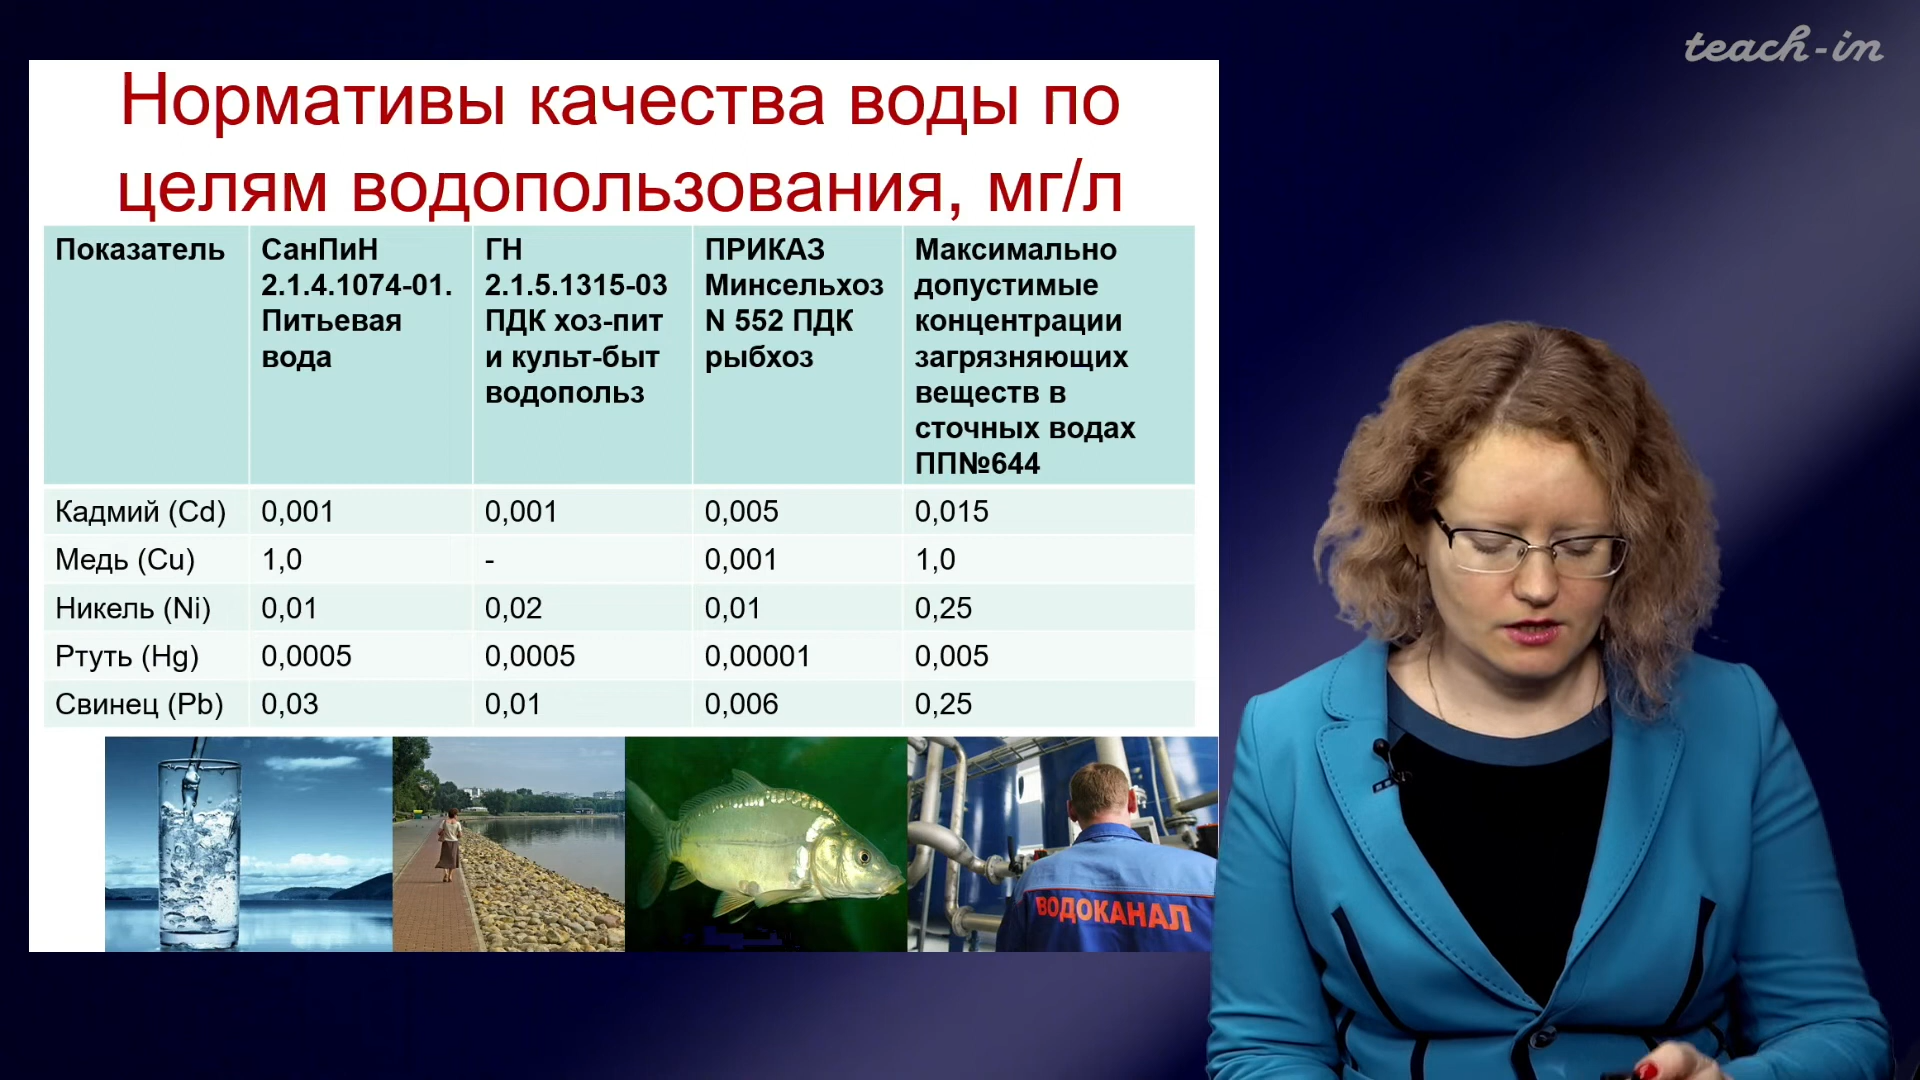 teach-in
Нормативы качества воды по
целям водопользования, мг/л
Показатель
СанПиН
2.1.4.1074-01.
Питьевая
вода
ГН
2.1.5.1315-03
ПДК хоз-пит
и культ-быт
водопольз
ПРИКАЗ
Минсельхоз
N 552 ПДК
рыбхоз
Максимально
допустимые
концентрации
загрязняющих
веществ в
сточных водах
ПП№644
Кадмий (Cd) 0,001 0,001 0,005 0,015
Медь (Cu) 1,0 - 0,001 1,0
Никель (Ni) 0,01 0,02 0,01 0,25
Ртуть (Hg) 0,0005 0,0005 0,00001 0,005
Свинец (Pb) 0,03 0,01 0,006 0,25
ВОДОКАНАЛ